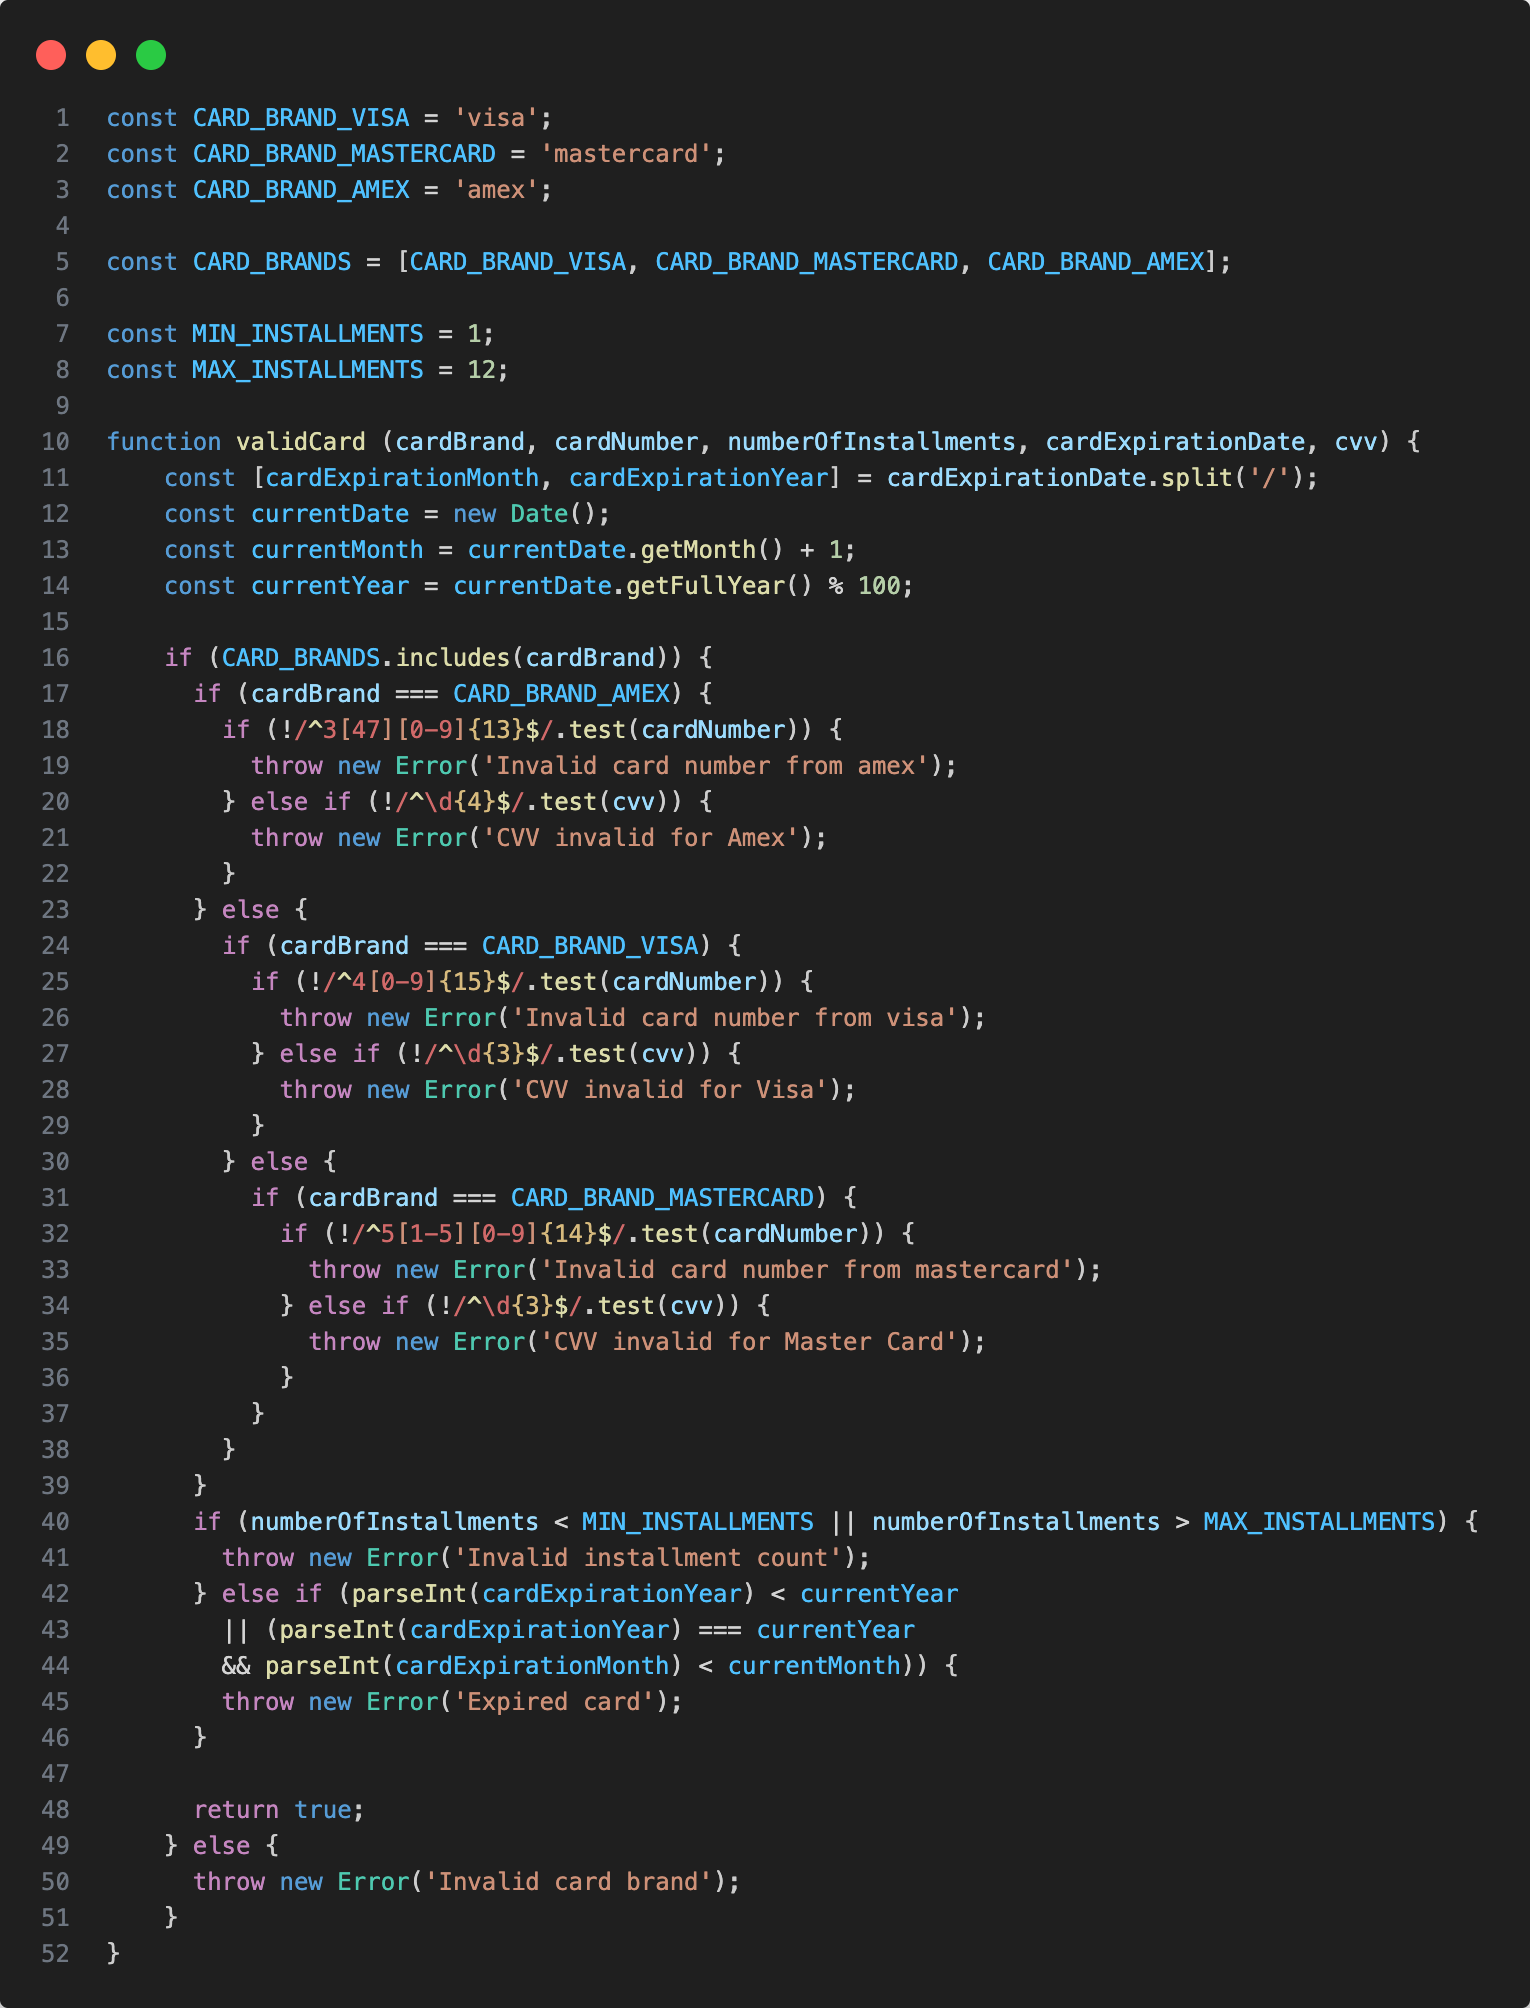 1 const CARD_BRAND_VISA = 'visa';
2 const CARD_BRAND_MASTERCARD = 'mastercard';
3 const CARD_BRAND_AMEX = 'amex';
4
5 const CARD_BRANDS = [CARD_BRAND_VISA, CARD_BRAND_MASTERCARD, CARD_BRAND_AMEX];
6
7 const MIN_INSTALLMENTS = 1;
8 const MAX_INSTALLMENTS = 12;
9
10 function validCard (cardBrand, cardNumber, numberOfInstallments, cardExpirationDate, cvv) {
11     const [cardExpirationMonth, cardExpirationYear] = cardExpirationDate.split('/');
12     const currentDate = new Date();
13     const currentMonth = currentDate.getMonth() + 1;
14     const currentYear = currentDate.getFullYear() % 100;
15
16     if (CARD_BRANDS.includes(cardBrand)) {
17       if (cardBrand === CARD_BRAND_AMEX) {
18         if (!/^3[47][0-9]{13}$/.test(cardNumber)) {
19           throw new Error('Invalid card number from amex');
20         } else if (!/^\d{4}$/.test(cvv)) {
21           throw new Error('CVV invalid for Amex');
22         }
23       } else {
24         if (cardBrand === CARD_BRAND_VISA) {
25           if (!/^4[0-9]{15}$/.test(cardNumber)) {
26             throw new Error('Invalid card number from visa');
27           } else if (!/^\d{3}$/.test(cvv)) {
28             throw new Error('CVV invalid for Visa');
29           }
30         } else {
31           if (cardBrand === CARD_BRAND_MASTERCARD) {
32             if (!/^5[1-5][0-9]{14}$/.test(cardNumber)) {
33               throw new Error('Invalid card number from mastercard');
34             } else if (!/^\d{3}$/.test(cvv)) {
35               throw new Error('CVV invalid for Master Card');
36             }
37           }
38         }
39       }
40       if (numberOfInstallments < MIN_INSTALLMENTS || numberOfInstallments > MAX_INSTALLMENTS) {
41         throw new Error('Invalid installment count');
42       } else if (parseInt(cardExpirationYear) < currentYear
43         || (parseInt(cardExpirationYear) === currentYear
44         && parseInt(cardExpirationMonth) < currentMonth)) {
45         throw new Error('Expired card');
46       }
47
48       return true;
49     } else {
50       throw new Error('Invalid card brand');
51     }
52 }